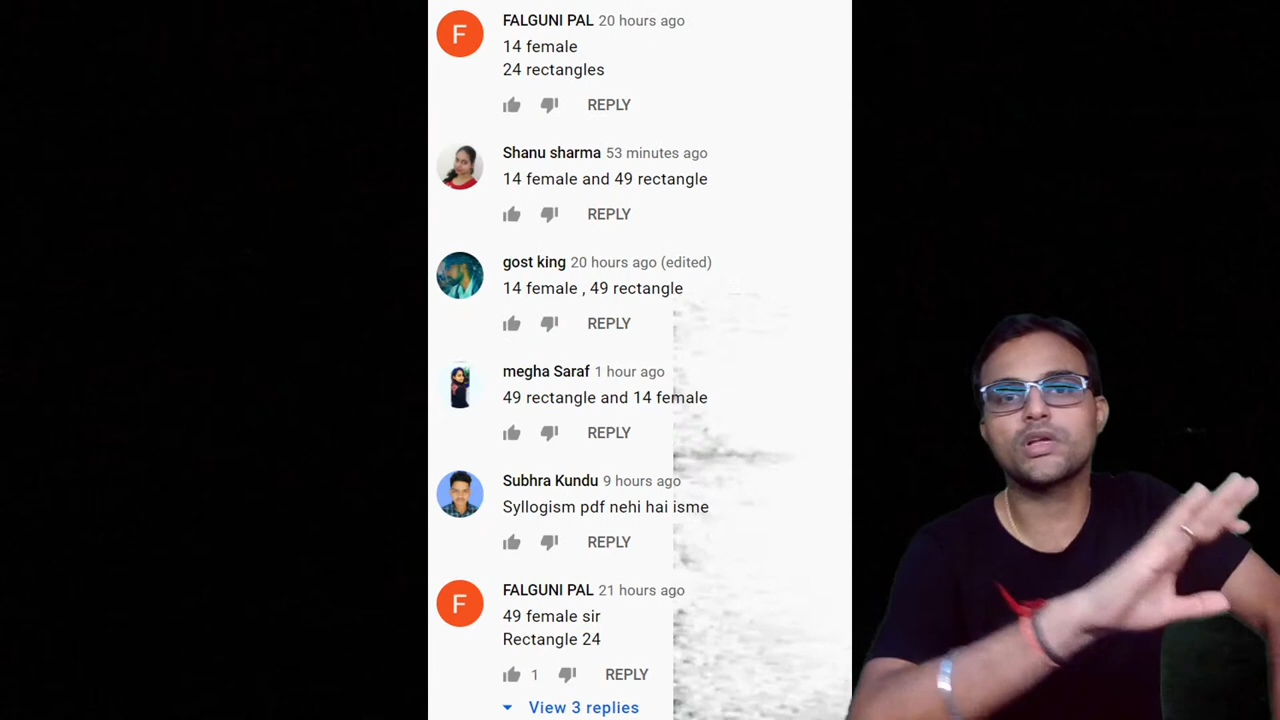 F
FALGUNI PAL 20 hours ago
14 female
24 rectangles
REPLY
Shanu sharma 53 minutes ago
14 female and 49 rectangle
REPLY
gost king 20 hours ago (edited)
14 female , 49 rectangle
REPLY
megha Saraf 1 hour ago
49 rectangle and 14 female
REPLY
Subhra Kundu 9 hours ago
Syllogism pdf nehi hai isme
REPLY
F
FALGUNI PAL 21 hours ago
49 female sir
Rectangle 24
1 REPLY
View 3 replies